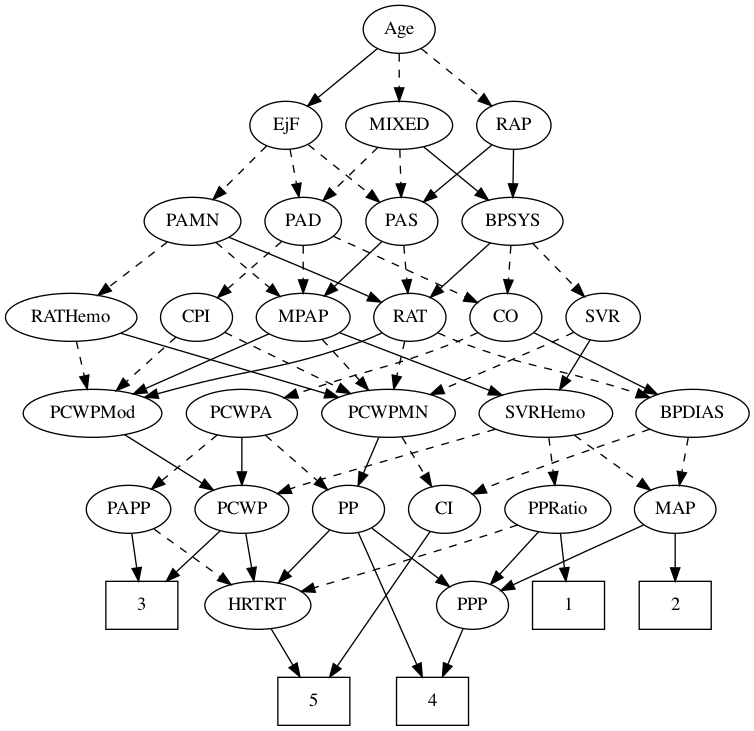 Age
EjF MIXED RAP
PAMN PAD PAS BPSYS
RATHemo CPI MPAP RAT CO SVR
PCWPMod PCWPA PCWPMN SVRHemo BPDIAS
PAPP PCWP PP CI PPRatio MAP
3 HRTRT PPP 1 2
5 4